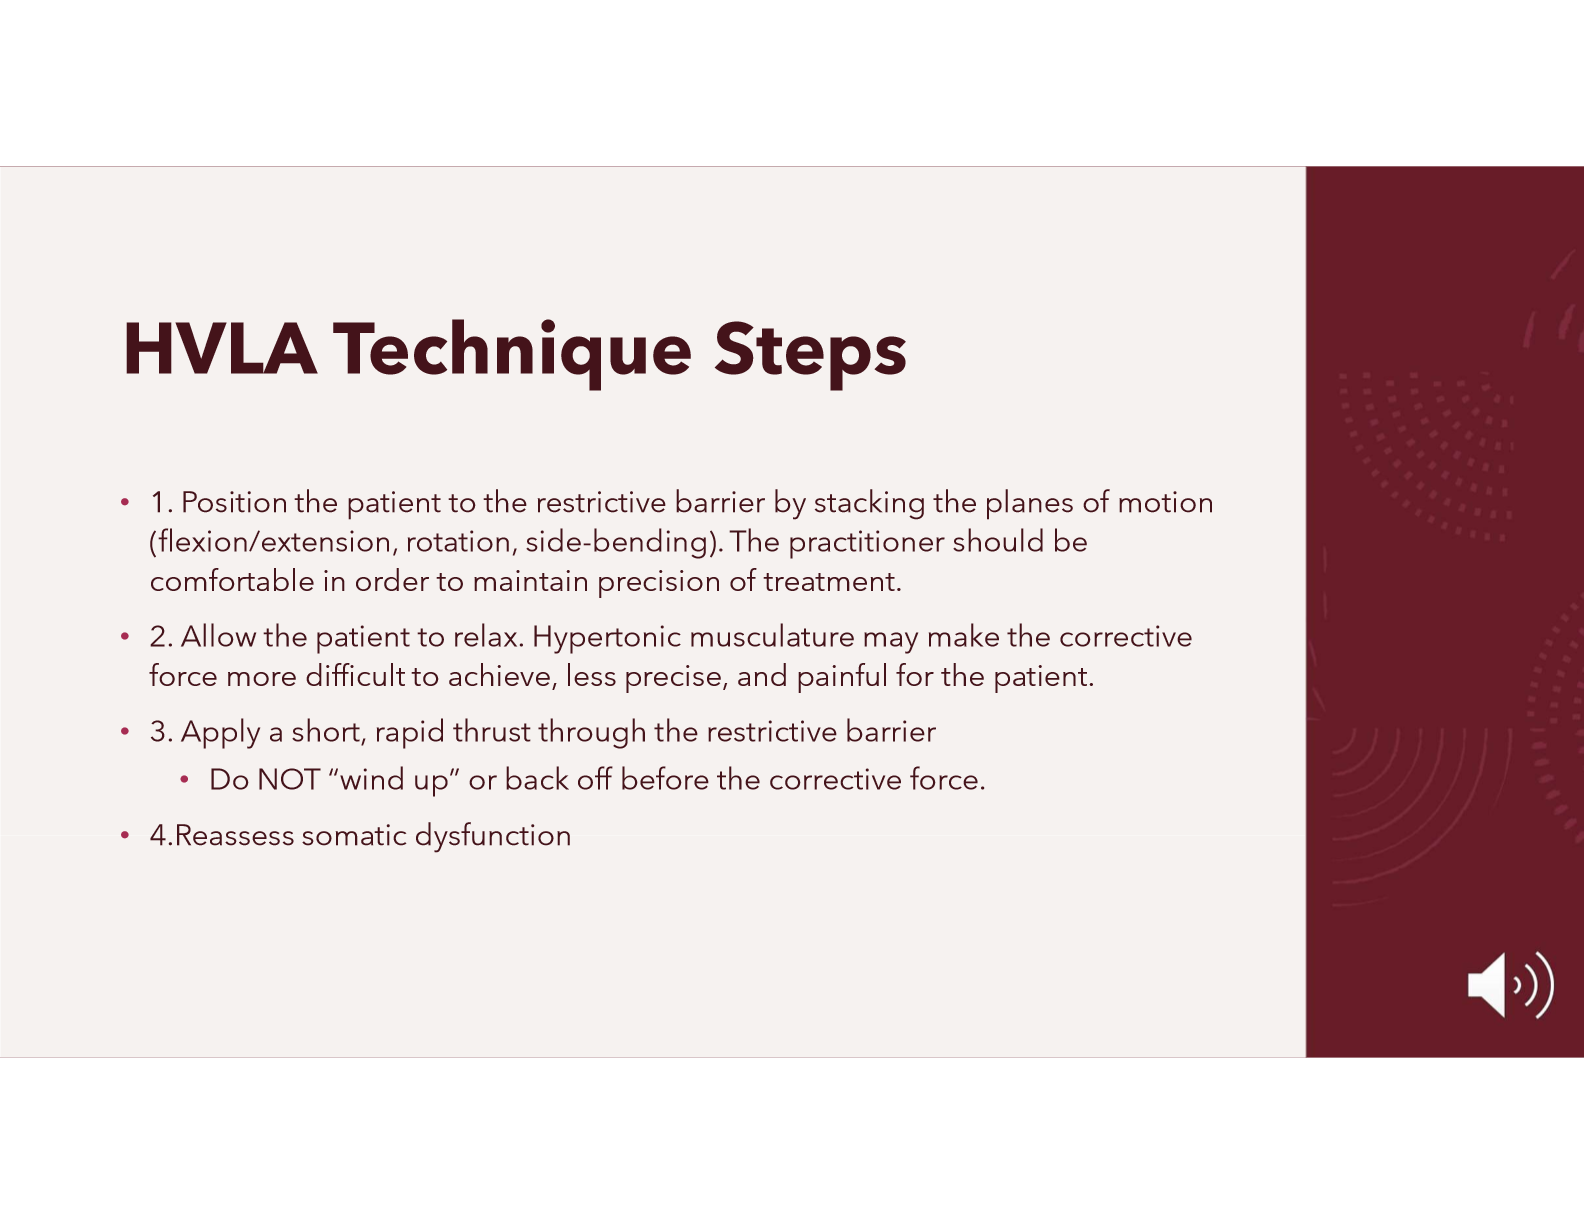 HVLA Technique Steps
• 1. Position the patient to the restrictive barrier by stacking the planes of motion
(flexion/extension, rotation, side-bending). The practitioner should be
comfortable in order to maintain precision of treatment.
• 2. Allow the patient to relax. Hypertonic musculature may make the corrective
force more difficult to achieve, less precise, and painful for the patient.
• 3. Apply a short, rapid thrust through the restrictive barrier
• Do NOT “wind up” or back off before the corrective force.
• 4.Reassess somatic dysfunction